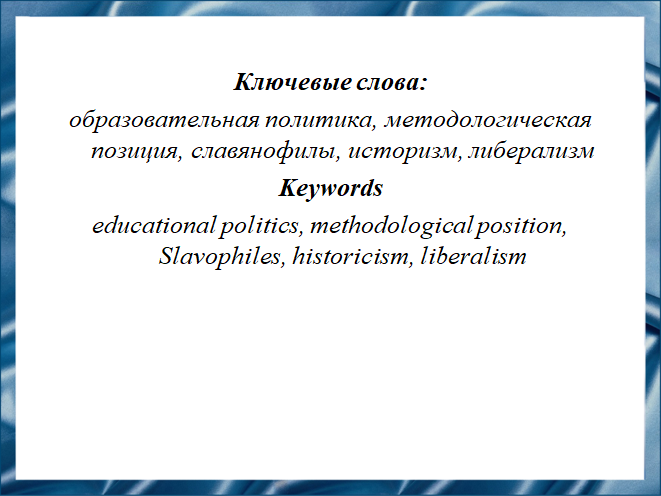 Ключевые слова:
образовательная политика, методологическая
позиция, славянофилы, историзм, либерализм
Keywords
educational politics, methodological position,
Slavophiles, historicism, liberalism